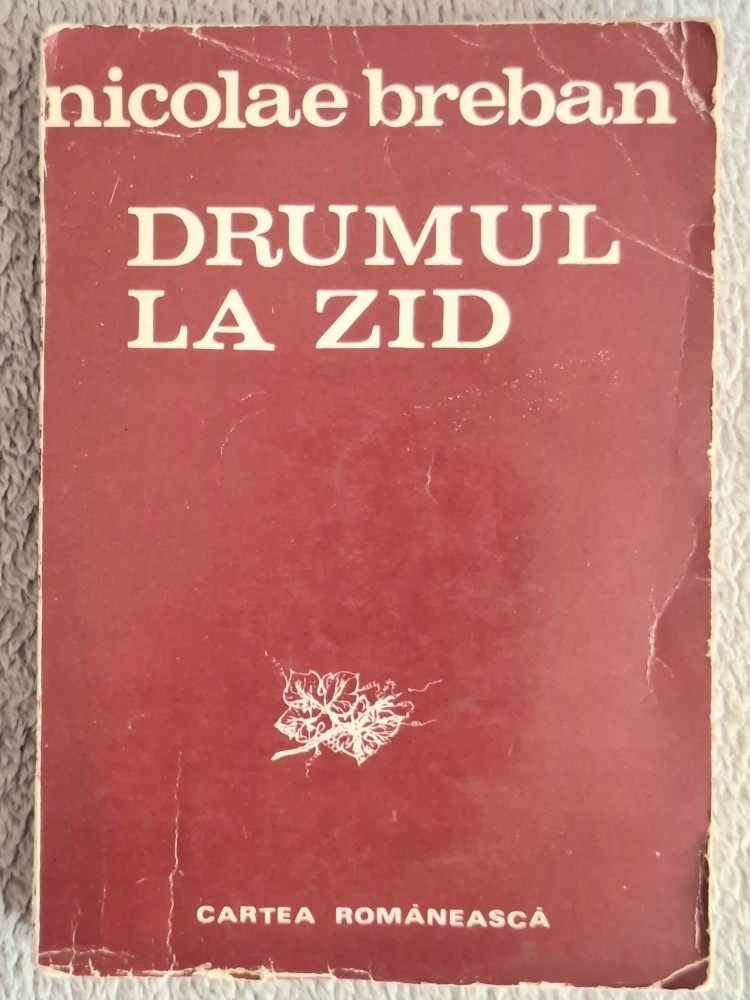 nicolae breban
DRUMUL
LA ZID
CARTEA ROMÂNEASCĂ